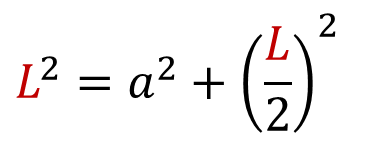 L² = a² + (L/2)²